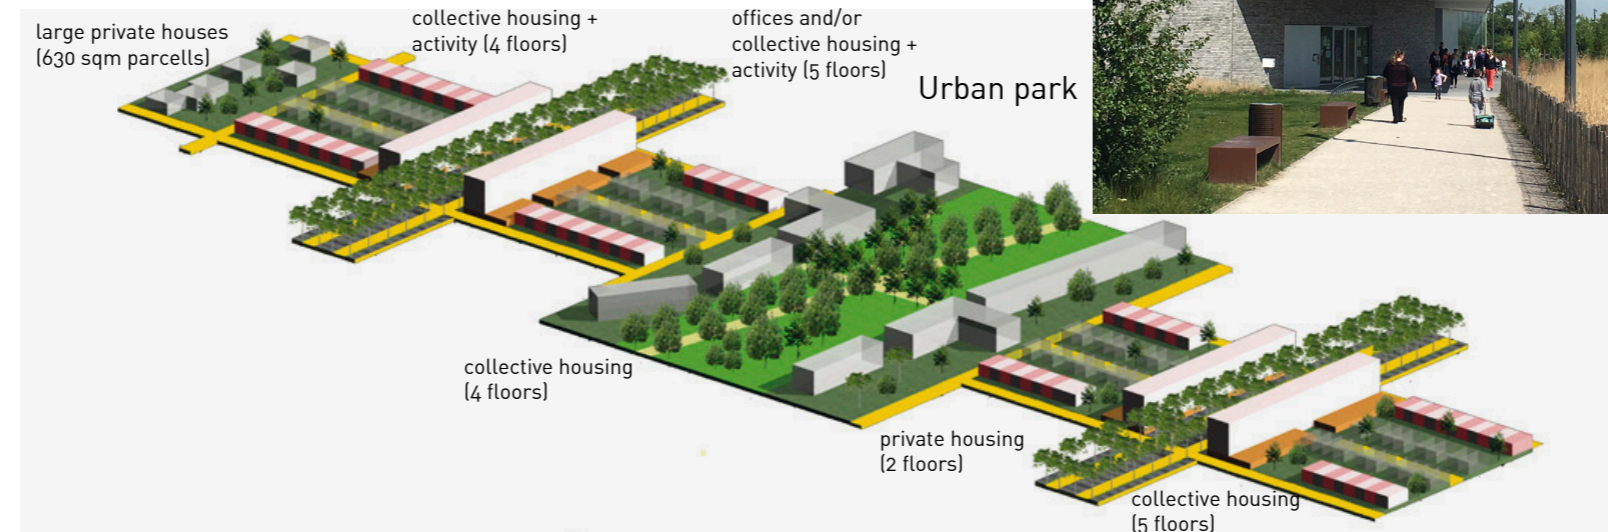 large private houses
(630 sqm parcells)
collective housing +
activity (4 floors)
offices and/or
collective housing +
activity (5 floors)
Urban park
collective housing
(4 floors)
private housing
(2 floors)
collective housing
(5 floors)